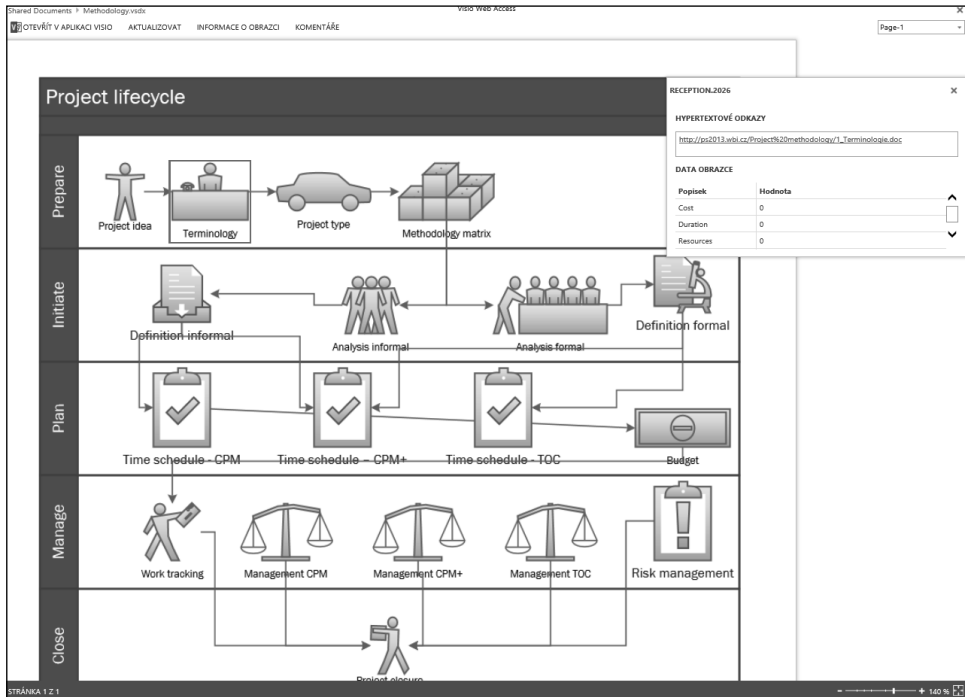 Shared Documents › Methodology.vsdx
Visio Web Access
OTEVŘÍT V APLIKACI VISIO AKTUALIZOVAT INFORMACE O OBRAZCI KOMENTÁŘE
Page-1
Project lifecycle
RECEPTION.2026
HYPERTEXTOVÉ ODKAZY
http://ps2013.wbi.cz/Project%20methodology/1_Terminologie.doc
DATA OBRAZCE
Popisek Hodnota
Cost 0
Duration 0
Resources 0
Prepare
Project idea
Terminology
Project type
Methodology matrix
Initiate
Definition informal
Analysis informal
Analysis formal
Definition formal
Plan
Time schedule - CPM
Time schedule – CPM+
Time schedule - TOC
Budget
Manage
Work tracking
Management CPM
Management CPM+
Management TOC
Risk management
Close
Project closure
STRÁNKA 1 Z 1
140 %